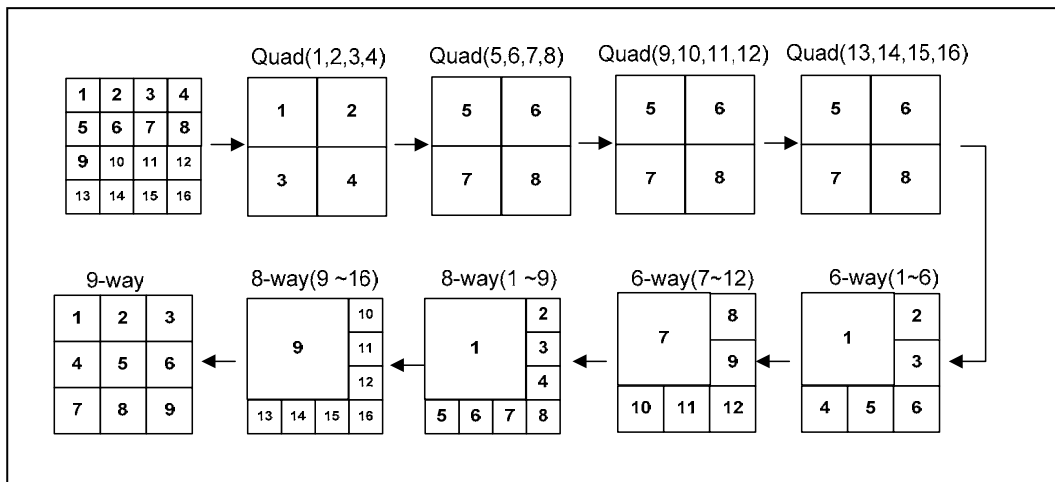 Quad(1,2,3,4)
Quad(5,6,7,8)
Quad(9,10,11,12)
Quad(13,14,15,16)
1 2 3 4
5 6 7 8
9 10 11 12
13 14 15 16
1 2
3 4
5 6
7 8
5 6
7 8
5 6
7 8
9-way
8-way(9 ~16)
8-way(1 ~9)
6-way(7~12)
6-way(1~6)
1 2 3
4 5 6
7 8 9
10
9
11
12
13 14 15 16
2
1
3
4
5 6 7 8
8
7
9
10 11 12
2
1
3
4 5 6